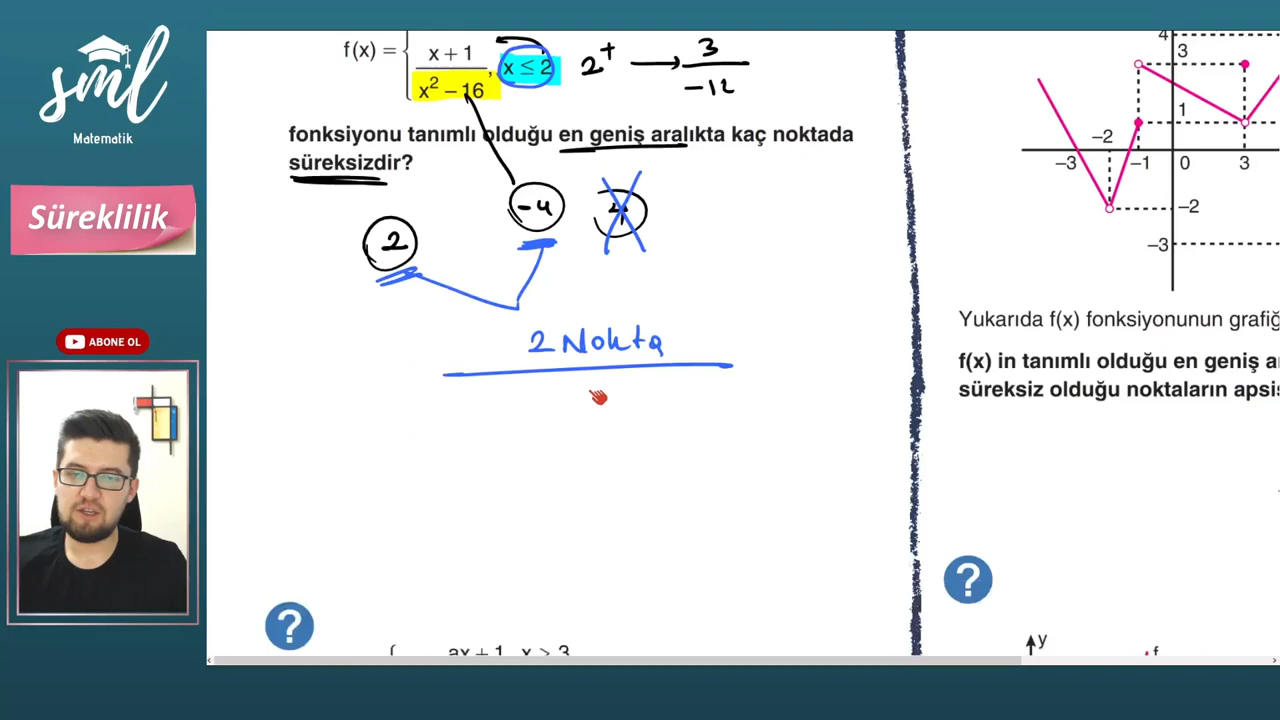 sml
Matematik
Süreklilik
ABONE OL
f(x) =
x + 1
x² – 16
, x ≤ 2
2⁺ → 3
-12
fonksiyonu tanımlı olduğu en geniş aralıkta kaç noktada
süreksizdir?
2
-4
4
2 Nokta
?
ax + 1, x > 3
4
3
1
–2
–3
–1
0
3
–2
–3
Yukarıda f(x) fonksiyonunun grafiğ
f(x) in tanımlı olduğu en geniş a
süreksiz olduğu noktaların apsis
?
y
f